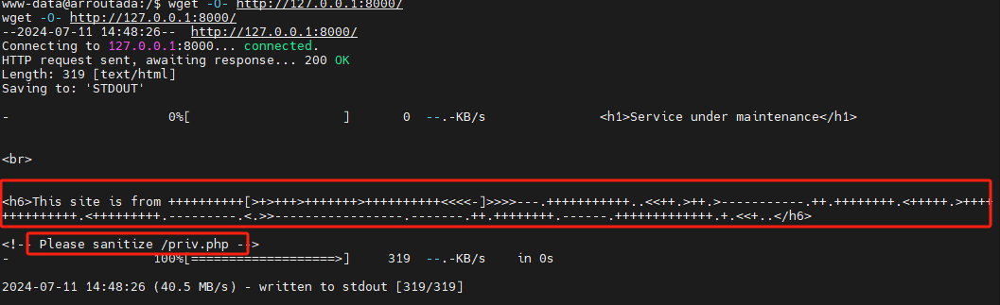 www-data@arroutada:/$ wget -O- http://127.0.0.1:8000/
wget -O- http://127.0.0.1:8000/
--2024-07-11 14:48:26--  http://127.0.0.1:8000/
Connecting to 127.0.0.1:8000... connected.
HTTP request sent, awaiting response... 200 OK
Length: 319 [text/html]
Saving to: 'STDOUT'
-                     0%[                    ]       0  --.-KB/s               <h1>Service under maintenance</h1>
<br>
<h6>This site is from ++++++++++[>+>+++>+++++++>++++++++++<<<<-]>>>>---.+++++++++++..<<++.>++.>-----------.++.++++++++.<+++++.>++++
++++++++++.<+++++++++.---------.<.>>-----------------.-------.++.++++++++.------.+++++++++++++.+.<<+..</h6>
<!-- Please sanitize /priv.php -->
-                   100%[===================>]     319  --.-KB/s    in 0s
2024-07-11 14:48:26 (40.5 MB/s) - written to stdout [319/319]